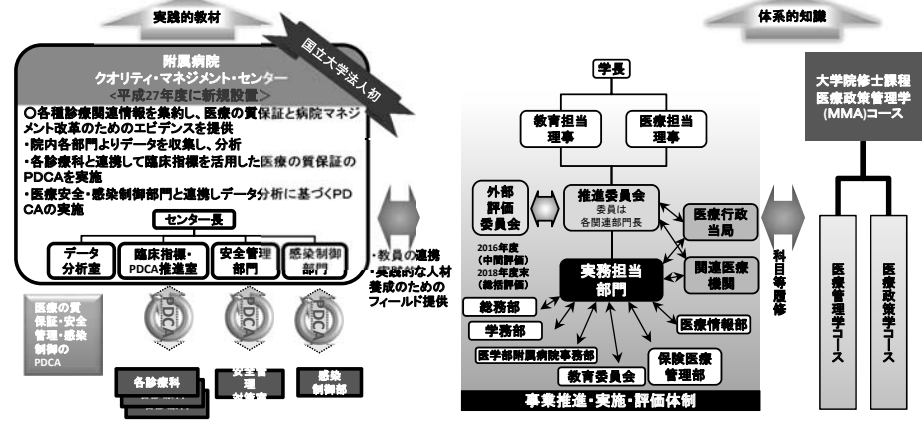 実践的教材
体系的知識
国立大学法人初
附属病院
クオリティ・マネジメント・センター
<平成27年度に新規設置>
〇各種診療関連情報を集約し、医療の質保証と病院マネジ
メント改革のためのエビデンスを提供
・院内各部門よりデータを収集し、分析
・各診療科と連携して臨床指標を活用した医療の質保証の
PDCAを実施
・医療安全・感染制御部門と連携しデータ分析に基づくPD
CAの実施
センター長
データ
分析室
臨床指標・
PDCA推進室
安全管理
部門
感染制御
部門
・教員の連携
・実践的な人材
養成のための
フィールド提供
医療の質
保証・安全
管理・感染
制御の
PDCA
PDCA
PDCA
PDCA
各診療科
安全管
理
感染
制御部
学長
教育担当
理事
医療担当
理事
外部
評価
委員会
推進委員会
委員は
各関連部門長
医療行政
当局
2016年度
(中間評価)
2018年度末
(総括評価)
実務担当
部門
関連医療
機関
総務部
学務部
医学部附属病院事務部
教育委員会
保険医療
管理部
医療情報部
事業推進・実施・評価体制
科目等履修
大学院修士課程
医療政策管理学
(MMA)コース
医療管理学コース
医療政策学コース